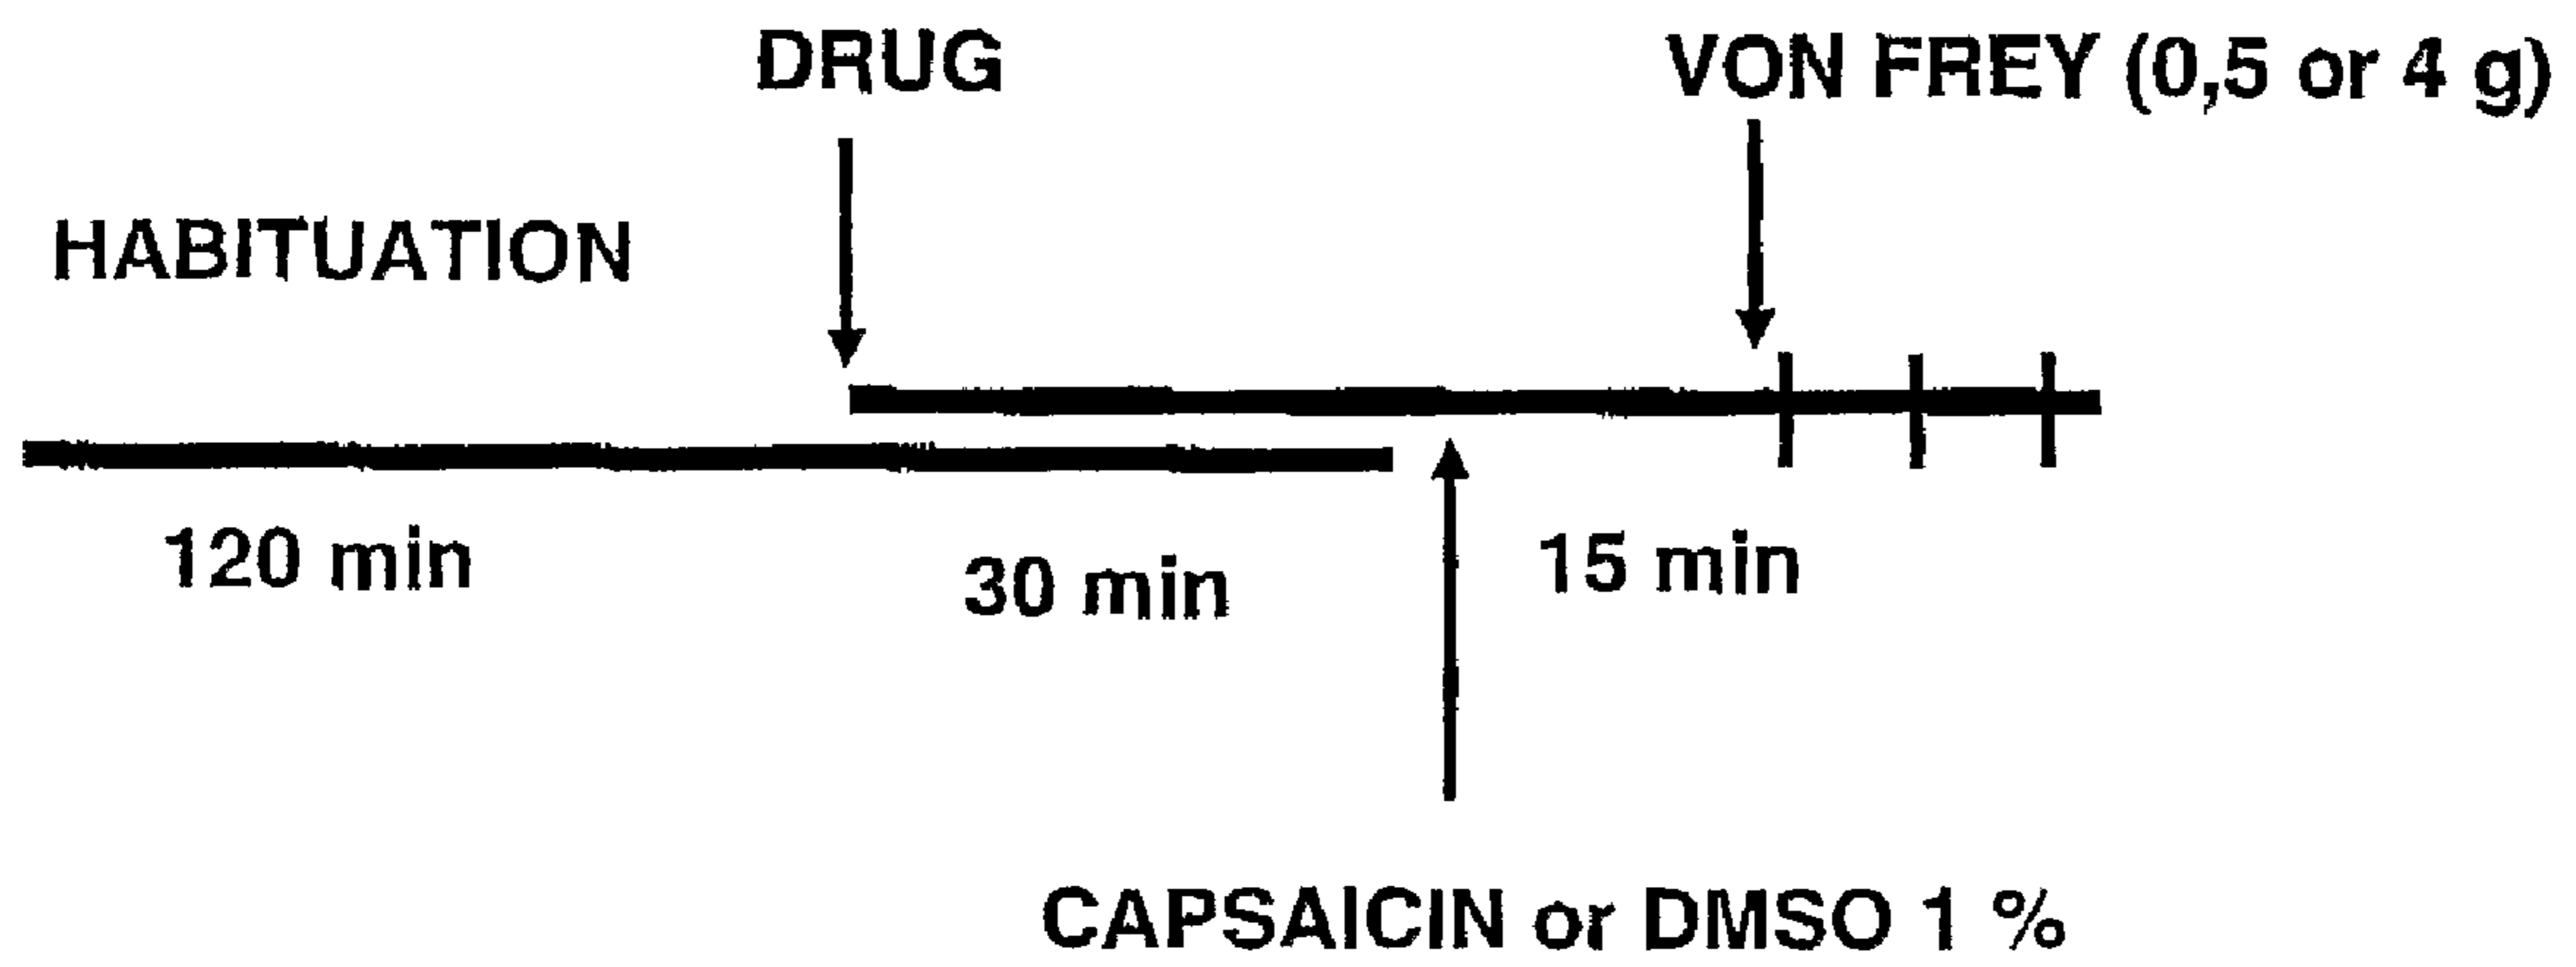 DRUG
VON FREY (0,5 or 4 g)
HABITUATION
120 min
30 min
15 min
CAPSAICIN or DMSO 1 %